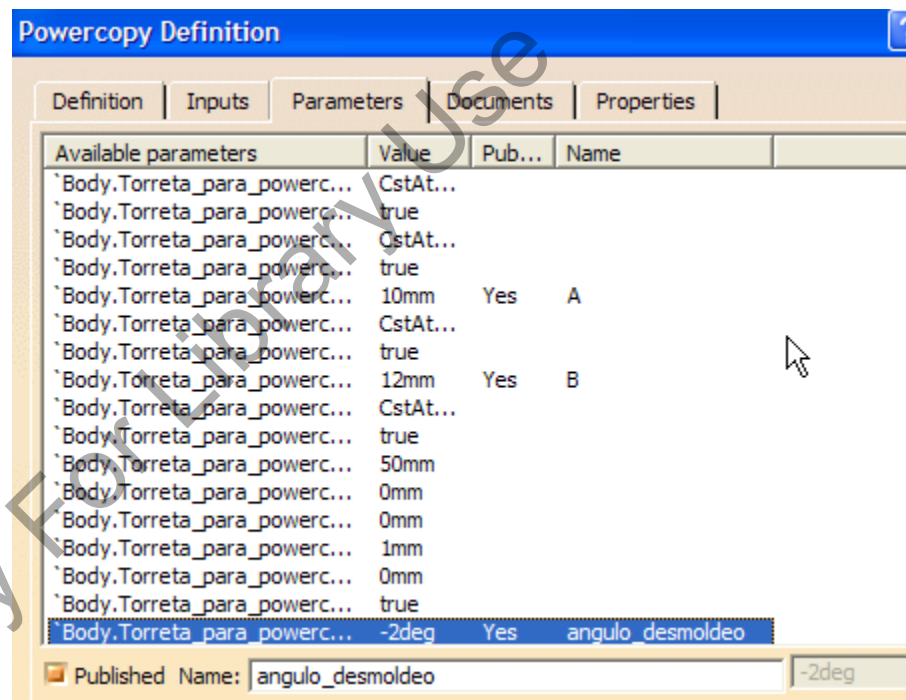 Powercopy Definition
Definition Inputs Parameters Documents Properties
Available parameters Value Pub... Name
`Body.Torreta_para_powerc... CstAt...
`Body.Torreta_para_powerc... true
`Body.Torreta_para_powerc... CstAt...
`Body.Torreta_para_powerc... true
`Body.Torreta_para_powerc... 10mm Yes A
`Body.Torreta_para_powerc... CstAt...
`Body.Torreta_para_powerc... true
`Body.Torreta_para_powerc... 12mm Yes B
`Body.Torreta_para_powerc... CstAt...
`Body.Torreta_para_powerc... true
`Body.Torreta_para_powerc... 50mm
`Body.Torreta_para_powerc... 0mm
`Body.Torreta_para_powerc... 0mm
`Body.Torreta_para_powerc... 1mm
`Body.Torreta_para_powerc... 0mm
`Body.Torreta_para_powerc... true
`Body.Torreta_para_powerc... -2deg Yes angulo_desmoldeo
Published Name: angulo_desmoldeo -2deg
For Library Use